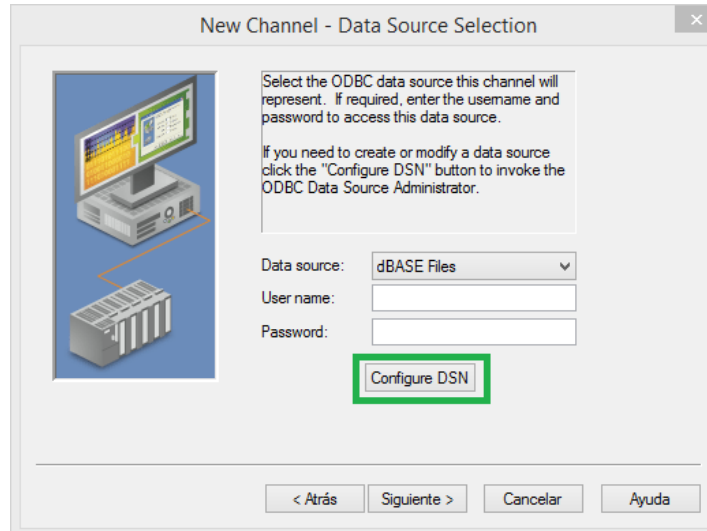 New Channel - Data Source Selection
Select the ODBC data source this channel will
represent. If required, enter the username and
password to access this data source.
If you need to create or modify a data source
click the "Configure DSN" button to invoke the
ODBC Data Source Administrator.
Data source: dBASE Files
User name:
Password:
Configure DSN
< Atrás Siguiente > Cancelar Ayuda